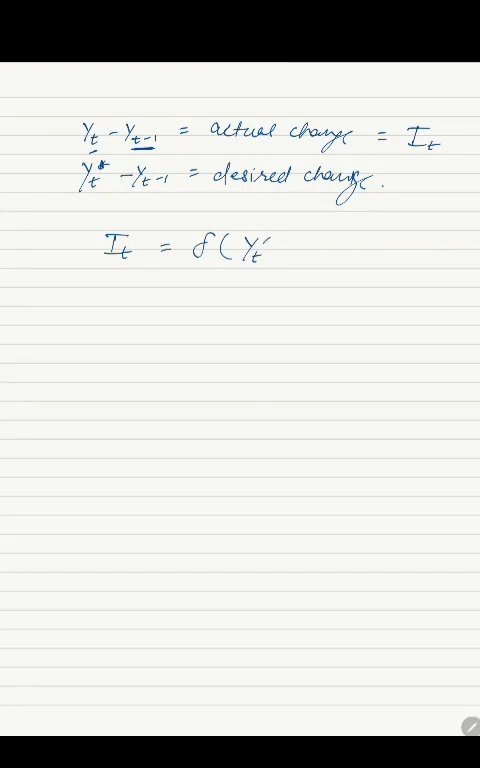 Yt - Yt-1 = actual change = It
Yt* - Yt-1 = desired change.
It = δ( Yt